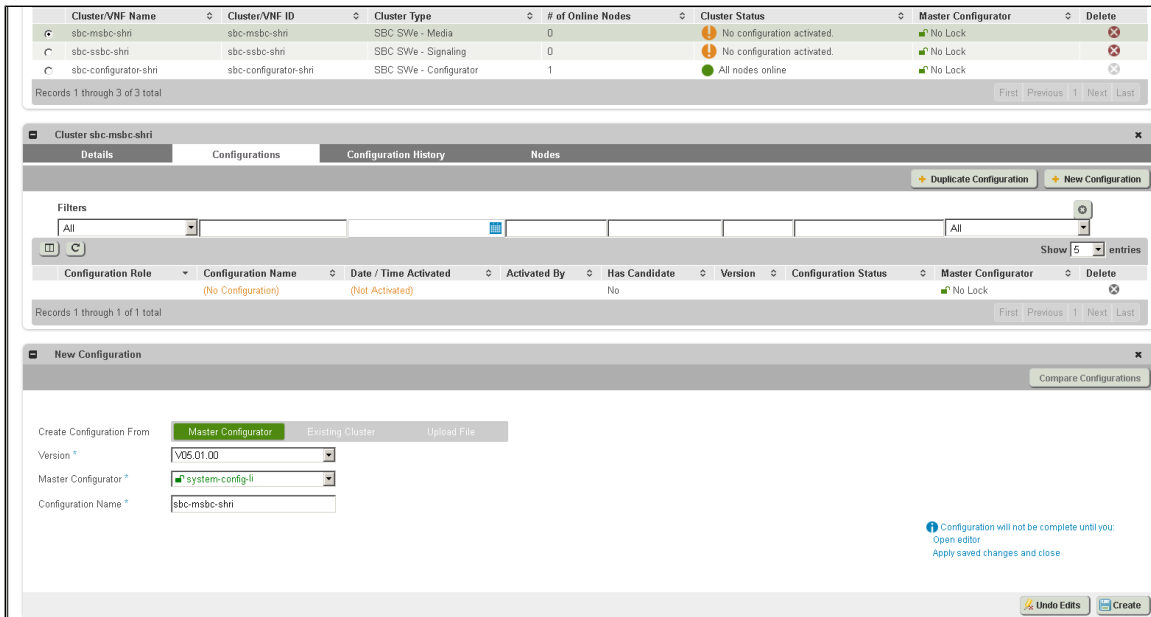 Cluster/VNF Name Cluster/VNF ID Cluster Type # of Online Nodes Cluster Status Master Configurator Delete
sbc-msbc-shri sbc-msbc-shri SBC SWe - Media 0 No configuration activated. No Lock
sbc-ssbc-shri sbc-ssbc-shri SBC SWe - Signaling 0 No configuration activated. No Lock
sbc-configurator-shri sbc-configurator-shri SBC SWe - Configurator 1 All nodes online No Lock
Records 1 through 3 of 3 total First Previous 1 Next Last
Cluster sbc-msbc-shri
Details Configurations Configuration History Nodes
Duplicate Configuration New Configuration
Filters
All All
Show 5 entries
Configuration Role Configuration Name Date / Time Activated Activated By Has Candidate Version Configuration Status Master Configurator Delete
(No Configuration) (Not Activated) No No Lock
Records 1 through 1 of 1 total First Previous 1 Next Last
New Configuration
Compare Configurations
Create Configuration From Master Configurator Existing Cluster Upload File
Version * V05.01.00
Master Configurator * system-config-li
Configuration Name * sbc-msbc-shri
Configuration will not be complete until you:
Open editor
Apply saved changes and close
Undo Edits Create